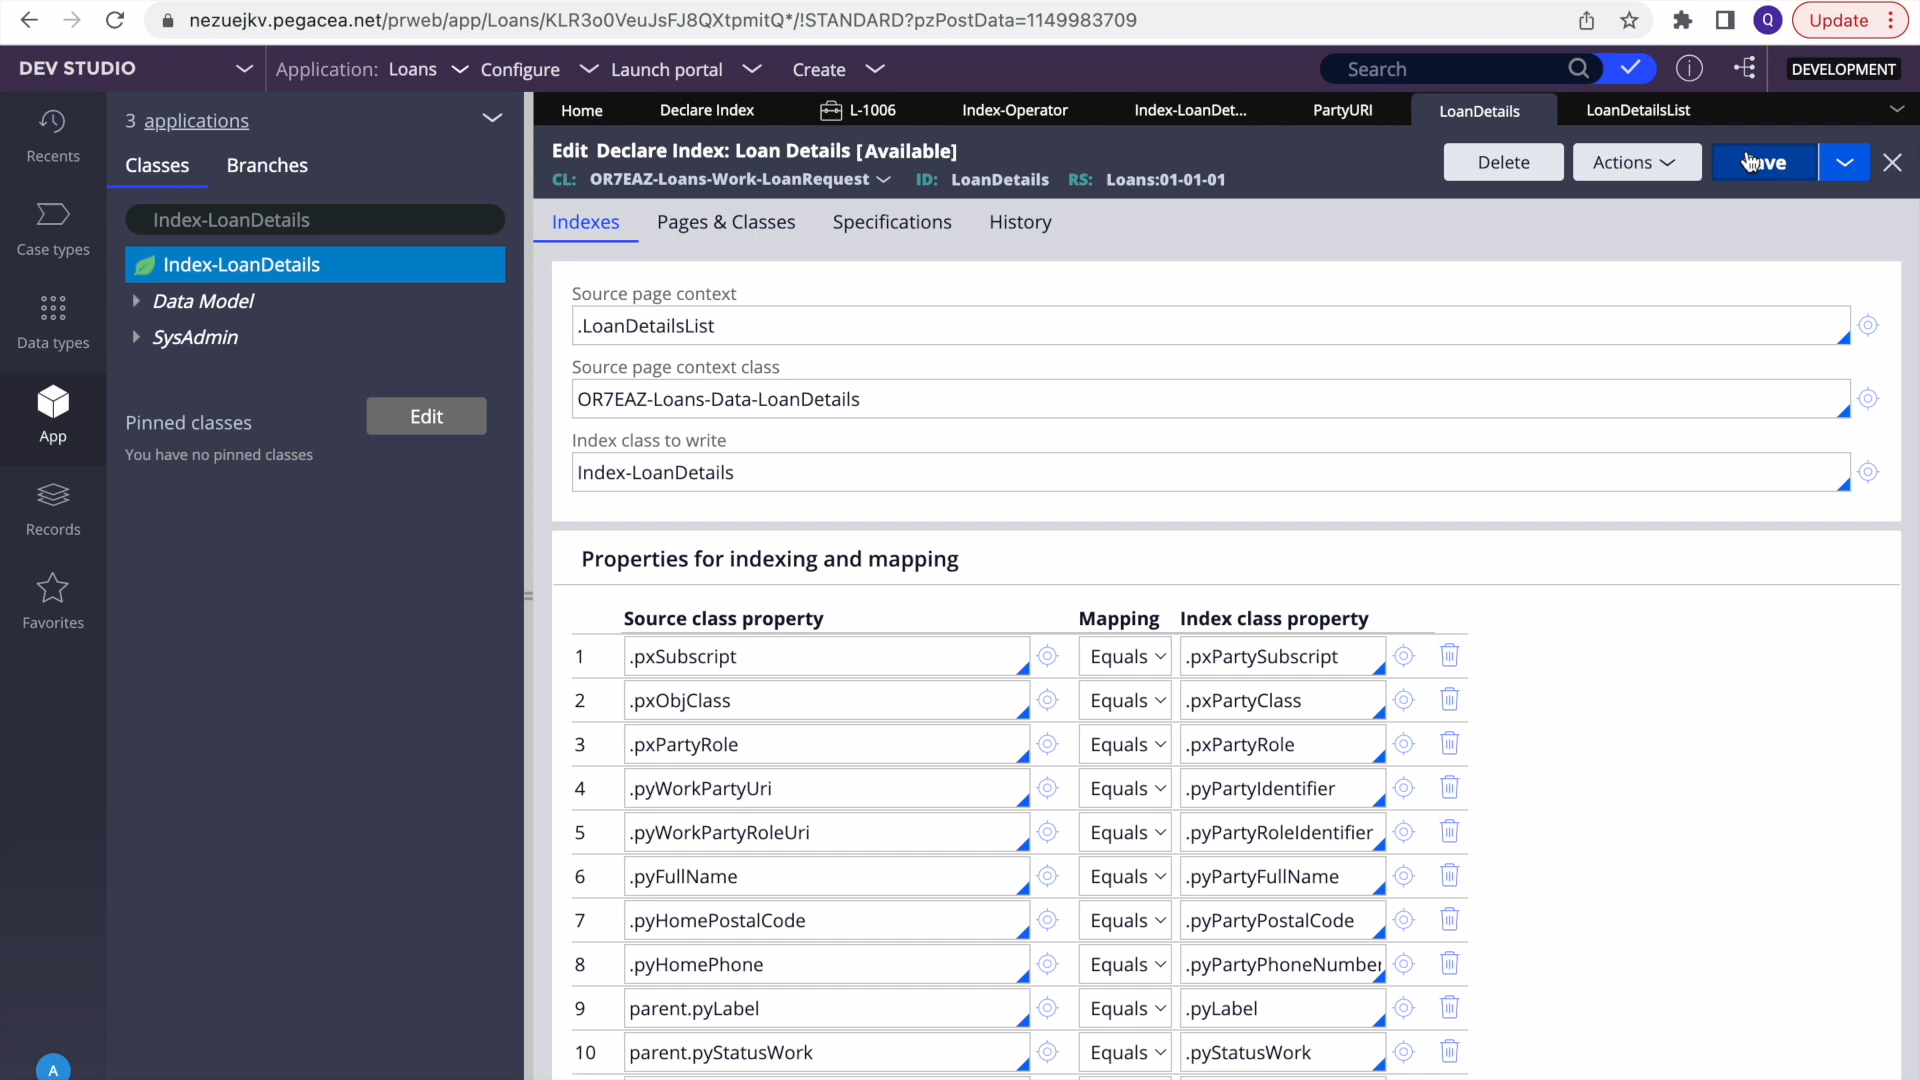 nezuejkv.pegacea.net/prweb/app/Loans/KLR3o0VeuJsFJ8QXtpmitQ*/!STANDARD?pzPostData=1149983709
Q
Update
DEV STUDIO
Application: Loans
Configure
Launch portal
Create
Search
DEVELOPMENT
Recents
Case types
Data types
App
Records
Favorites
A
3 applications
Classes
Branches
Index-LoanDetails
Index-LoanDetails
Data Model
SysAdmin
Pinned classes
Edit
You have no pinned classes
Home
Declare Index
L-1006
Index-Operator
Index-LoanDet...
PartyURI
LoanDetails
LoanDetailsList
Edit Declare Index: Loan Details [Available]
CL: OR7EAZ-Loans-Work-LoanRequest ID: LoanDetails RS: Loans:01-01-01
Delete
Actions
Indexes
Pages & Classes
Specifications
History
Source page context
.LoanDetailsList
Source page context class
OR7EAZ-Loans-Data-LoanDetails
Index class to write
Index-LoanDetails
Properties for indexing and mapping
Source class property Mapping Index class property
1 .pxSubscript Equals .pxPartySubscript
2 .pxObjClass Equals .pxPartyClass
3 .pxPartyRole Equals .pxPartyRole
4 .pyWorkPartyUri Equals .pyPartyIdentifier
5 .pyWorkPartyRoleUri Equals .pyPartyRoleIdentifier
6 .pyFullName Equals .pyPartyFullName
7 .pyHomePostalCode Equals .pyPartyPostalCode
8 .pyHomePhone Equals .pyPartyPhoneNumber
9 parent.pyLabel Equals .pyLabel
10 parent.pyStatusWork Equals .pyStatusWork